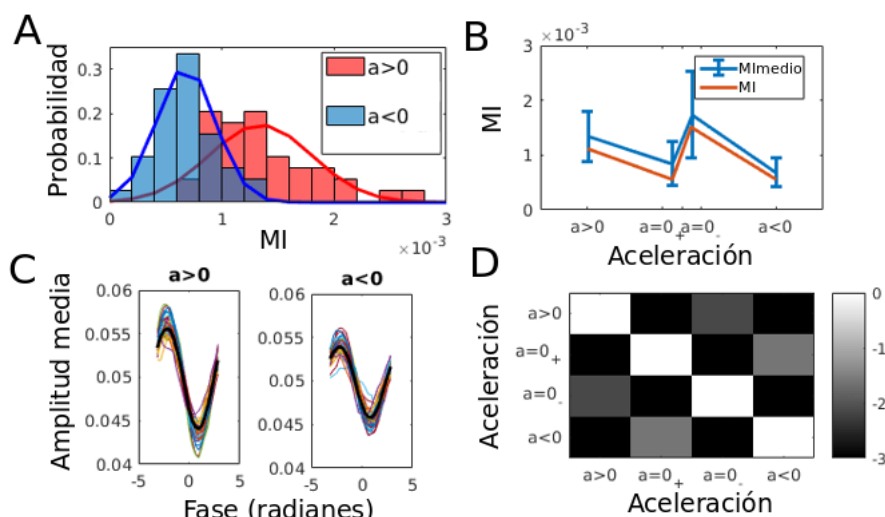 A
Probabilidad
0.3
0.2
0.1
0
0
1
2
3
MI
×10-3
a>0
a<0
B
×10-3
MI
3
2
1
0
MImedio
MI
a>0
a=0+
a=0-
a<0
Aceleración
C
a>0
a<0
Amplitud media
0.06
0.055
0.05
0.045
0.04
-5
0
5
0.06
0.055
0.05
0.045
0.04
-5
0
5
Fase (radianes)
D
Aceleración
a>0
a=0+
a=0-
a<0
a>0
a=0+
a=0-
a<0
Aceleración
0
-1
-2
-3